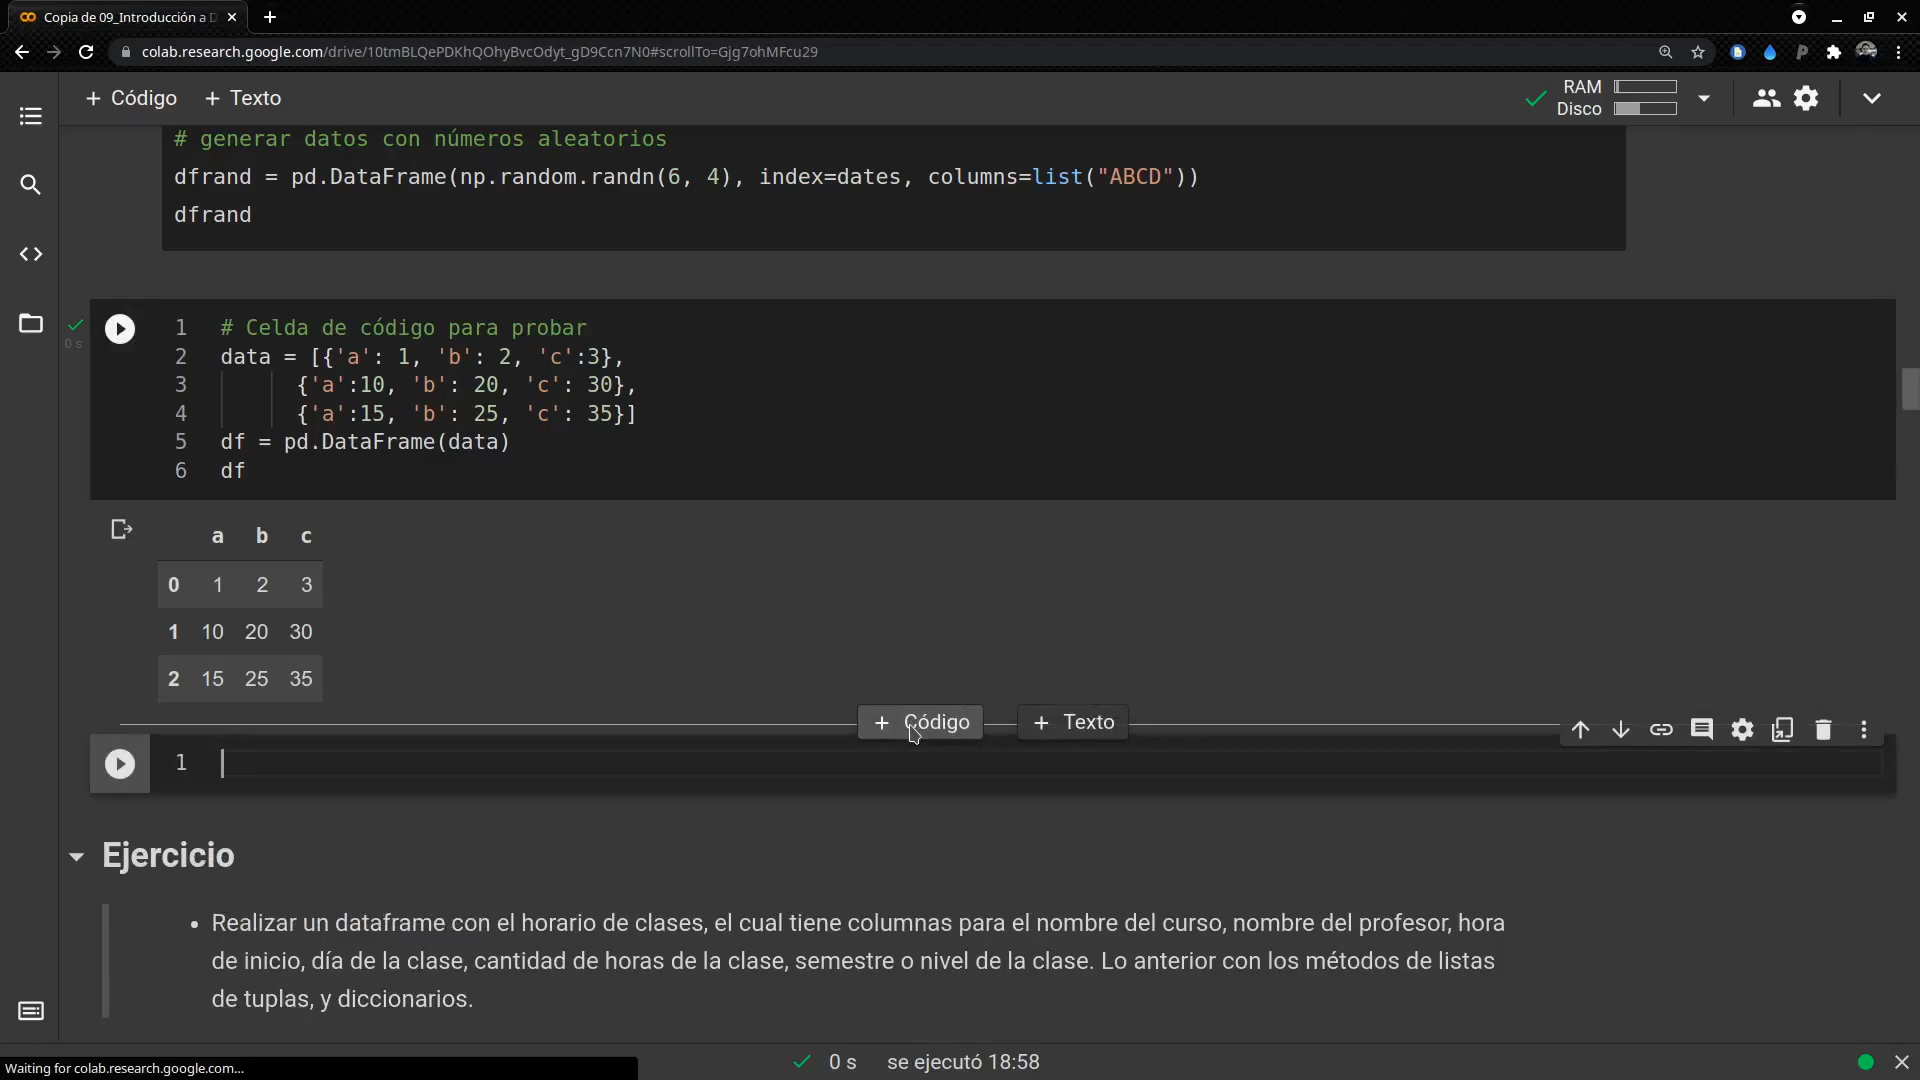 Copia de 09_Introducción a D
colab.research.google.com/drive/10tmBLQePDKhQOhyBvcOdyt_gD9Ccn7N0#scrollTo=Gjg7ohMFcu29
+ Código + Texto
RAM
Disco
# generar datos con números aleatorios
dfrand = pd.DataFrame(np.random.randn(6, 4), index=dates, columns=list("ABCD"))
dfrand
0 s
1 # Celda de código para probar
2 data = [{'a': 1, 'b': 2, 'c':3},
3 {'a':10, 'b': 20, 'c': 30},
4 {'a':15, 'b': 25, 'c': 35}]
5 df = pd.DataFrame(data)
6 df
a b c
0 1 2 3
1 10 20 30
2 15 25 35
+ Código + Texto
1
Ejercicio
• Realizar un dataframe con el horario de clases, el cual tiene columnas para el nombre del curso, nombre del profesor, hora
de inicio, día de la clase, cantidad de horas de la clase, semestre o nivel de la clase. Lo anterior con los métodos de listas
de tuplas, y diccionarios.
0 s se ejecutó 18:58
Waiting for colab.research.google.com...